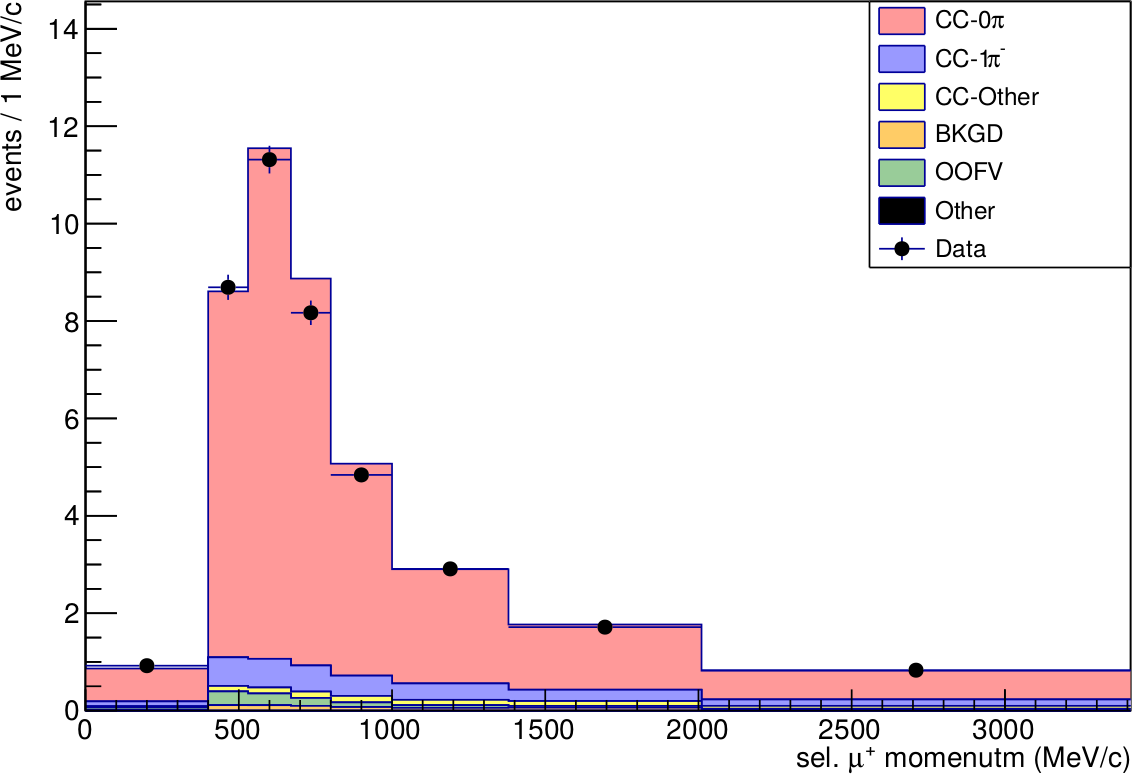 events / 1 MeV/c
14
12
10
8
6
4
2
0
CC-0π
CC-1π⁻
CC-Other
BKGD
OOFV
Other
Data
0 500 1000 1500 2000 2500 3000
sel. μ⁺ momenutm (MeV/c)